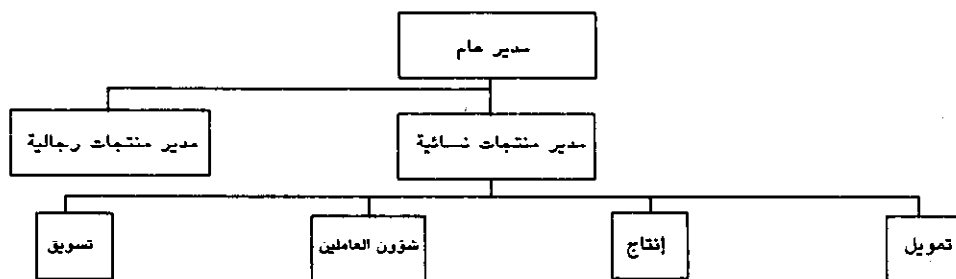 مدير عام
مدير منتجات نسائية
مدير منتجات رجالية
تمويل
إنتاج
شؤون العاملين
تسويق